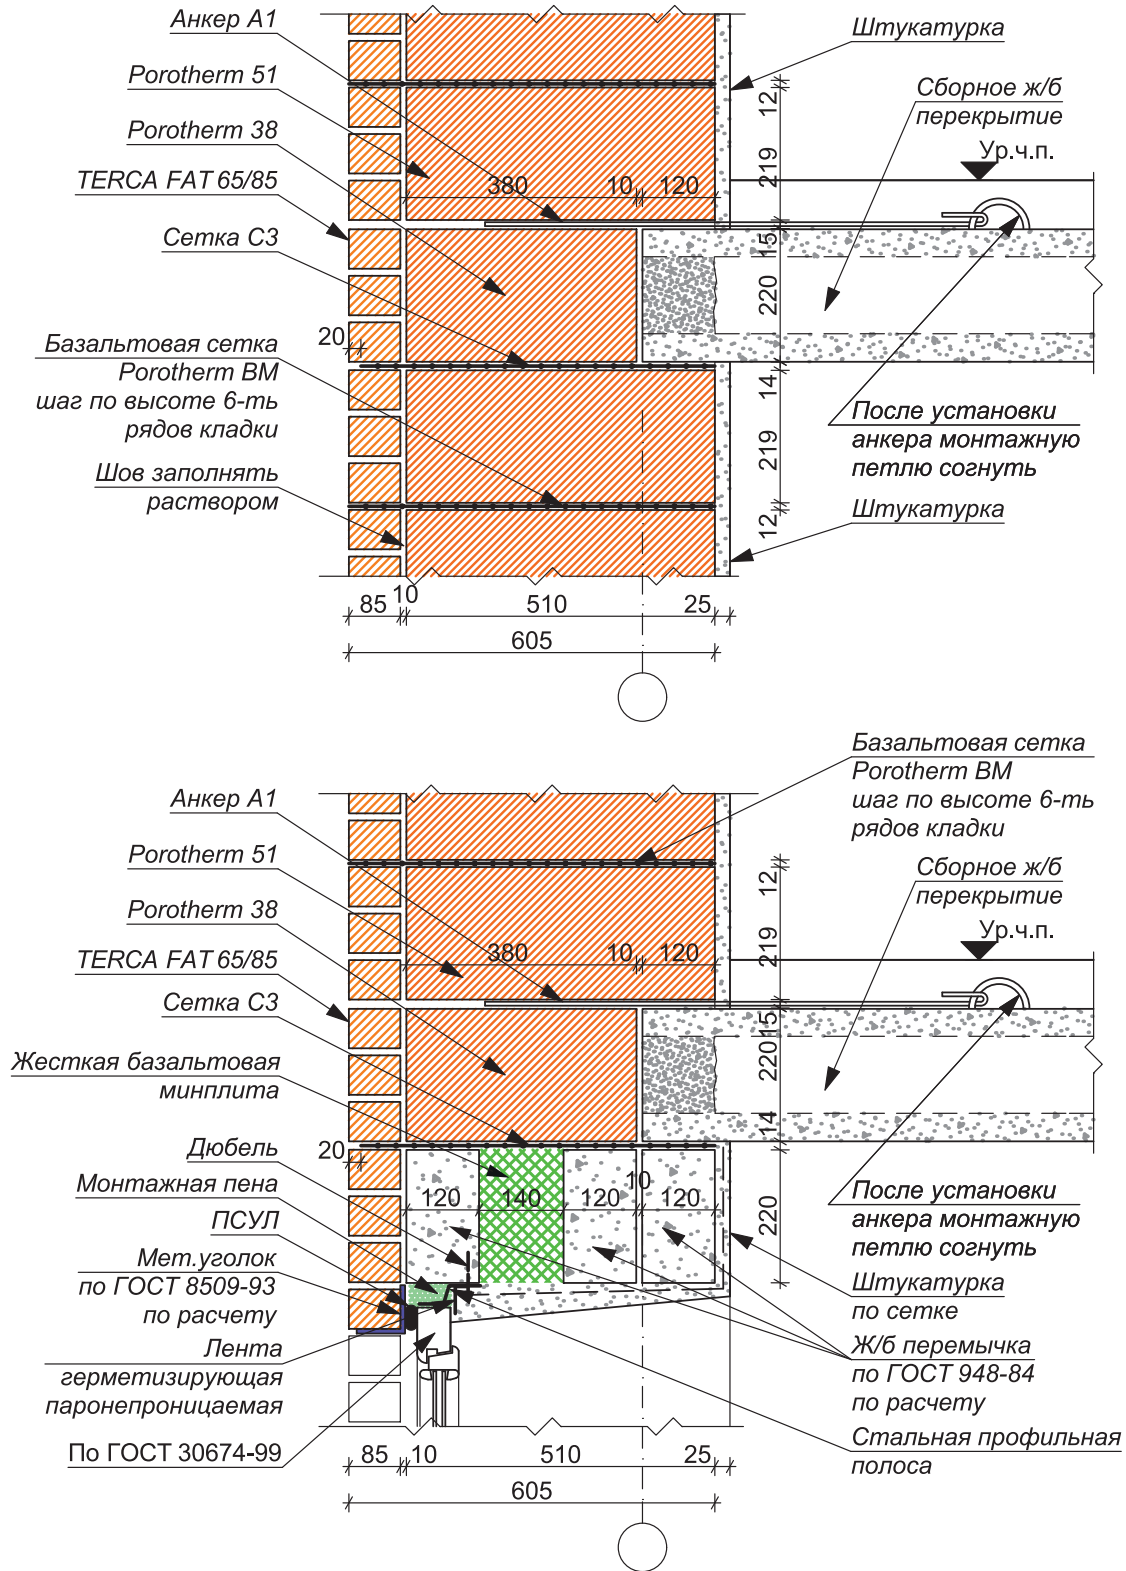 Анкер А1
Porotherm 51
Porotherm 38
TERCA FAT 65/85
Сетка С3
Базальтовая сетка
Porotherm BM
шаг по высоте 6-ть
рядов кладки
Шов заполнять
раствором
Штукатурка
Сборное ж/б
перекрытие
Ур.ч.п.
После установки
анкера монтажную
петлю согнуть
Штукатурка
380
10
120
12
219
15
220
14
219
12
20
85
10
510
25
605
Базальтовая сетка
Porotherm BM
шаг по высоте 6-ть
рядов кладки
Анкер А1
Porotherm 51
Porotherm 38
TERCA FAT 65/85
Сетка С3
Жесткая базальтовая
минплита
Дюбель
Монтажная пена
ПСУЛ
Мет.уголок
по ГОСТ 8509-93
по расчету
Лента
герметизирующая
паронепроницаемая
По ГОСТ 30674-99
Сборное ж/б
перекрытие
Ур.ч.п.
После установки
анкера монтажную
петлю согнуть
Штукатурка
по сетке
Ж/б перемычка
по ГОСТ 948-84
по расчету
Стальная профильная
полоса
380
10
120
12
219
15
220
14
220
20
120
140
120
10
120
85
10
510
25
605